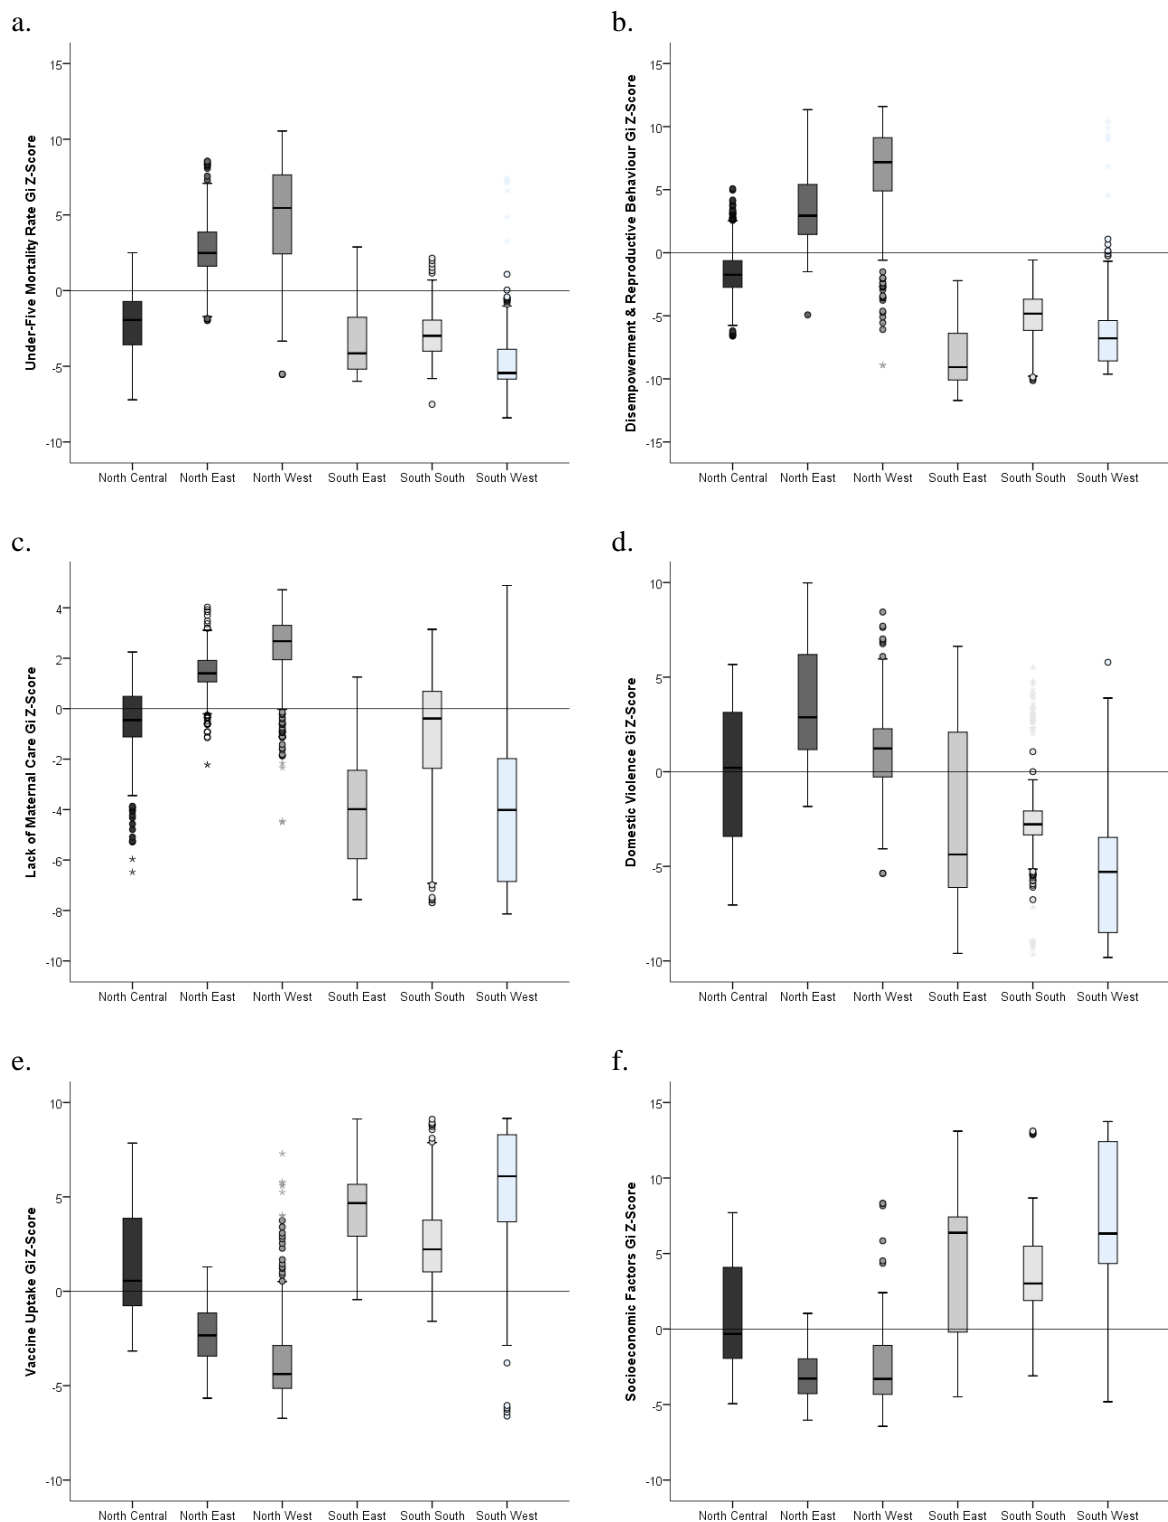 a.
Under-Five Mortality Rate Gi Z-Score
15
10
5
0
-5
-10
North Central North East North West South East South South South West
b.
Disempowerment & Reproductive Behaviour Gi Z-Score
15
10
5
0
-5
-10
-15
North Central North East North West South East South South South West
c.
Lack of Maternal Care Gi Z-Score
4
2
0
-2
-4
-6
-8
-10
North Central North East North West South East South South South West
d.
Domestic Violence Gi Z-Score
10
5
0
-5
-10
North Central North East North West South East South South South West
e.
Vaccine Uptake Gi Z-Score
10
5
0
-5
-10
North Central North East North West South East South South South West
f.
Socioeconomic Factors Gi Z-Score
15
10
5
0
-5
-10
North Central North East North West South East South South South West